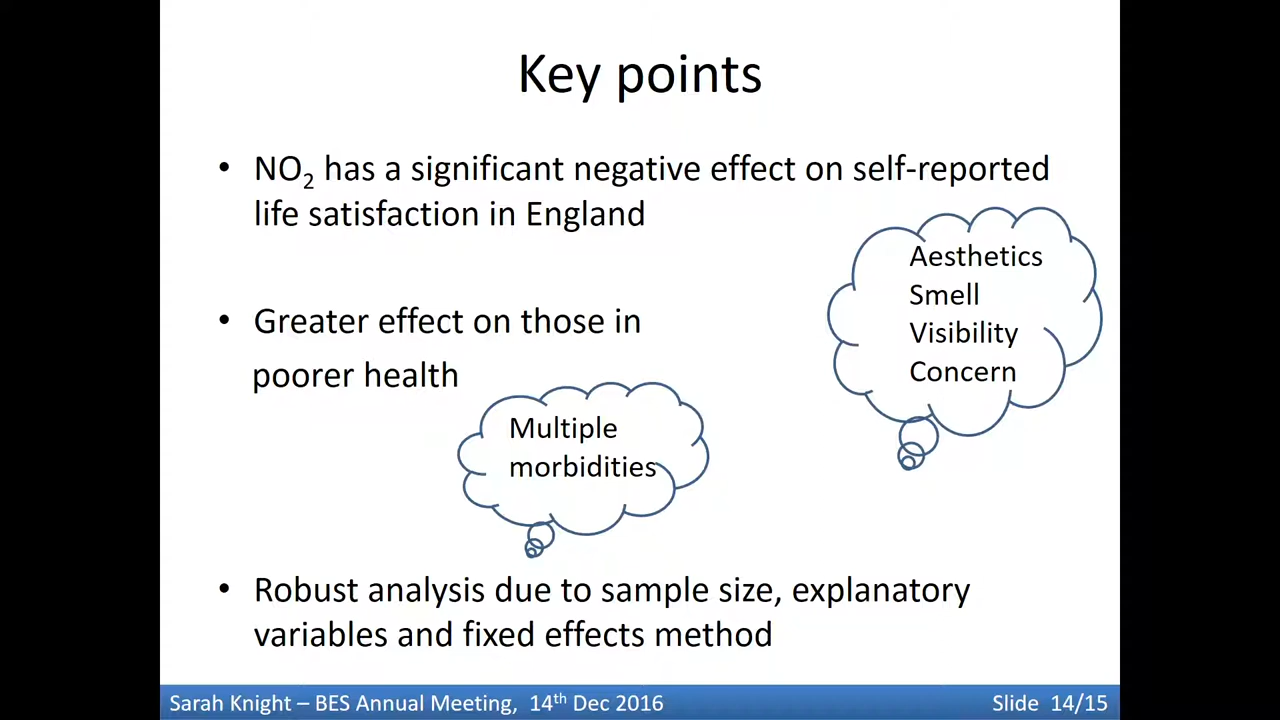 Key points
• NO₂ has a significant negative effect on self-reported
life satisfaction in England
Aesthetics
Smell
Visibility
Concern
• Greater effect on those in
poorer health
Multiple
morbidities
• Robust analysis due to sample size, explanatory
variables and fixed effects method
Sarah Knight – BES Annual Meeting, 14th Dec 2016
Slide 14/15